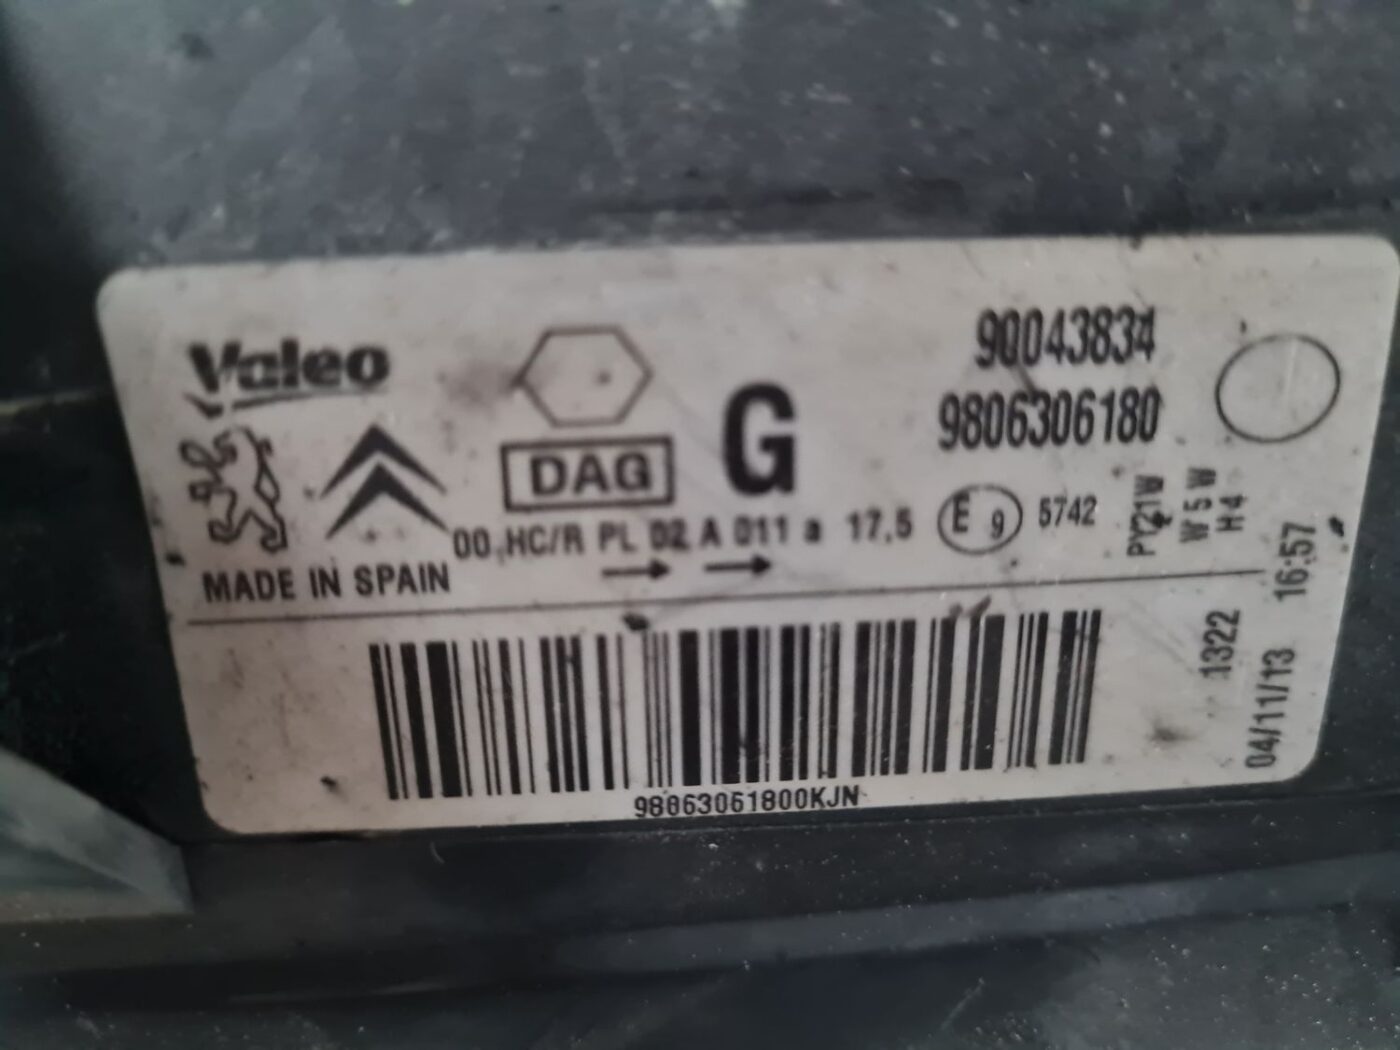 Valeo
90043834
9806306180
DAG
G
00 HC/R PL 02 A 011 a 17,5
E 9
5742
PY21W
W5W
H4
MADE IN SPAIN
1322
04/11/13 16:57
98063061800KJN